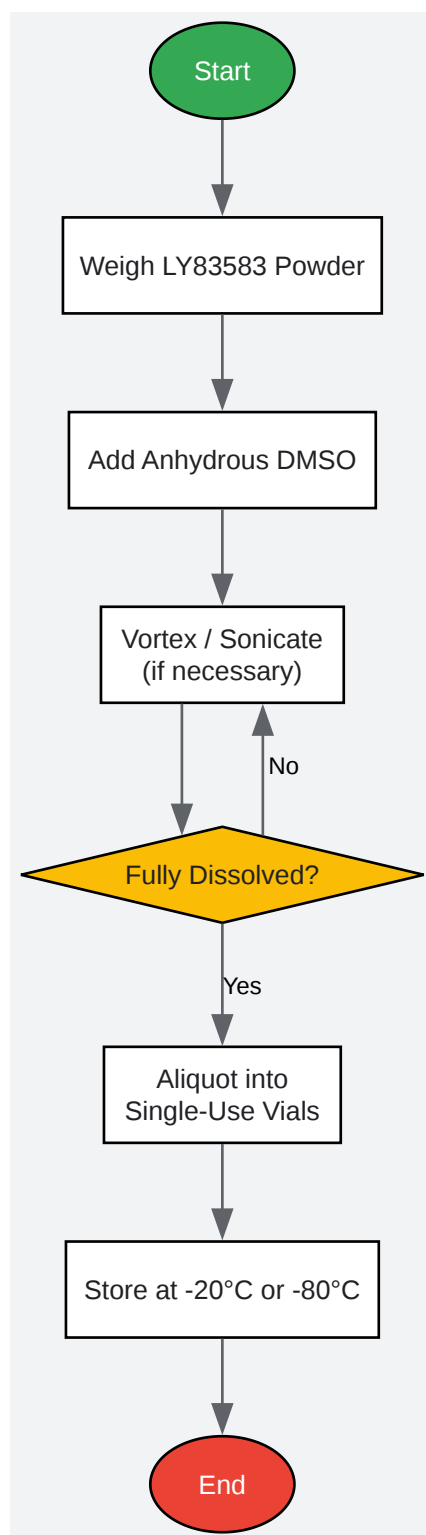 Start
Weigh LY83583 Powder
Add Anhydrous DMSO
Vortex / Sonicate
(if necessary)
No
Fully Dissolved?
Yes
Aliquot into
Single-Use Vials
Store at -20°C or -80°C
End